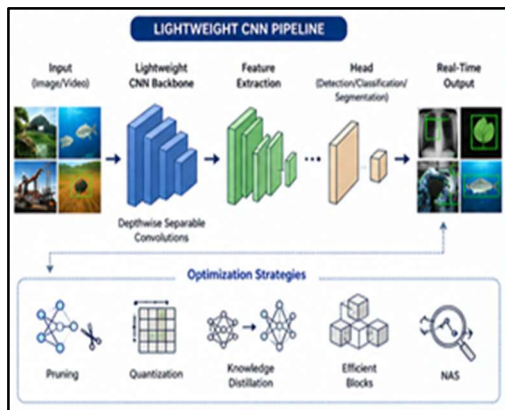 LIGHTWEIGHT CNN PIPELINE
Input
(Image/Video)
Lightweight
CNN Backbone
Feature
Extraction
Head
(Detection/Classification/
Segmentation)
Real-Time
Output
Depthwise Separable
Convolutions
Optimization Strategies
Pruning
Quantization
Knowledge
Distillation
Efficient
Blocks
NAS